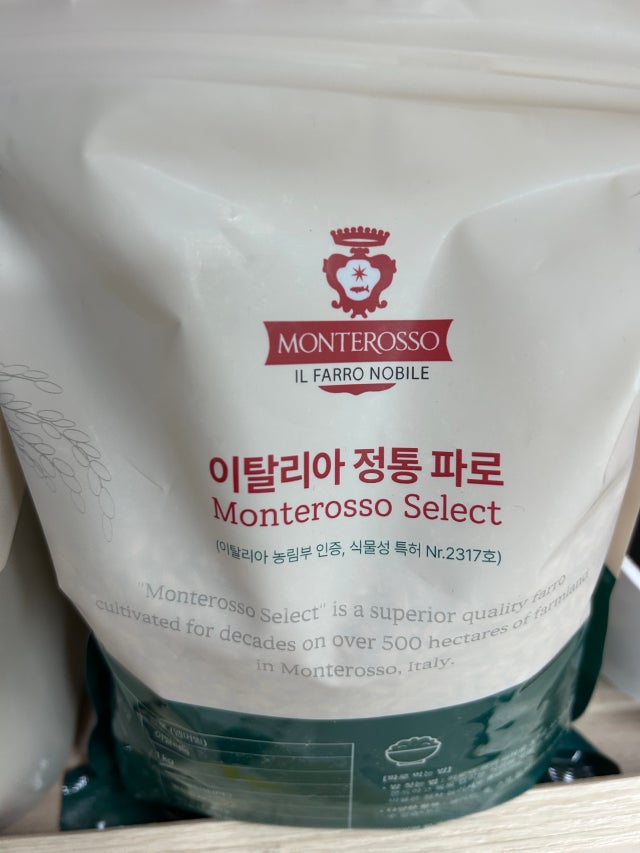 MONTEROSSO
IL FARRO NOBILE
이탈리아 정통 파로
Monterosso Select
(이탈리아 농림부 인증, 식물성 특허 Nr.2317호)
"Monterosso Select" is a superior quality farro
cultivated for decades on over 500 hectares of farmland
in Monterosso, Italy.